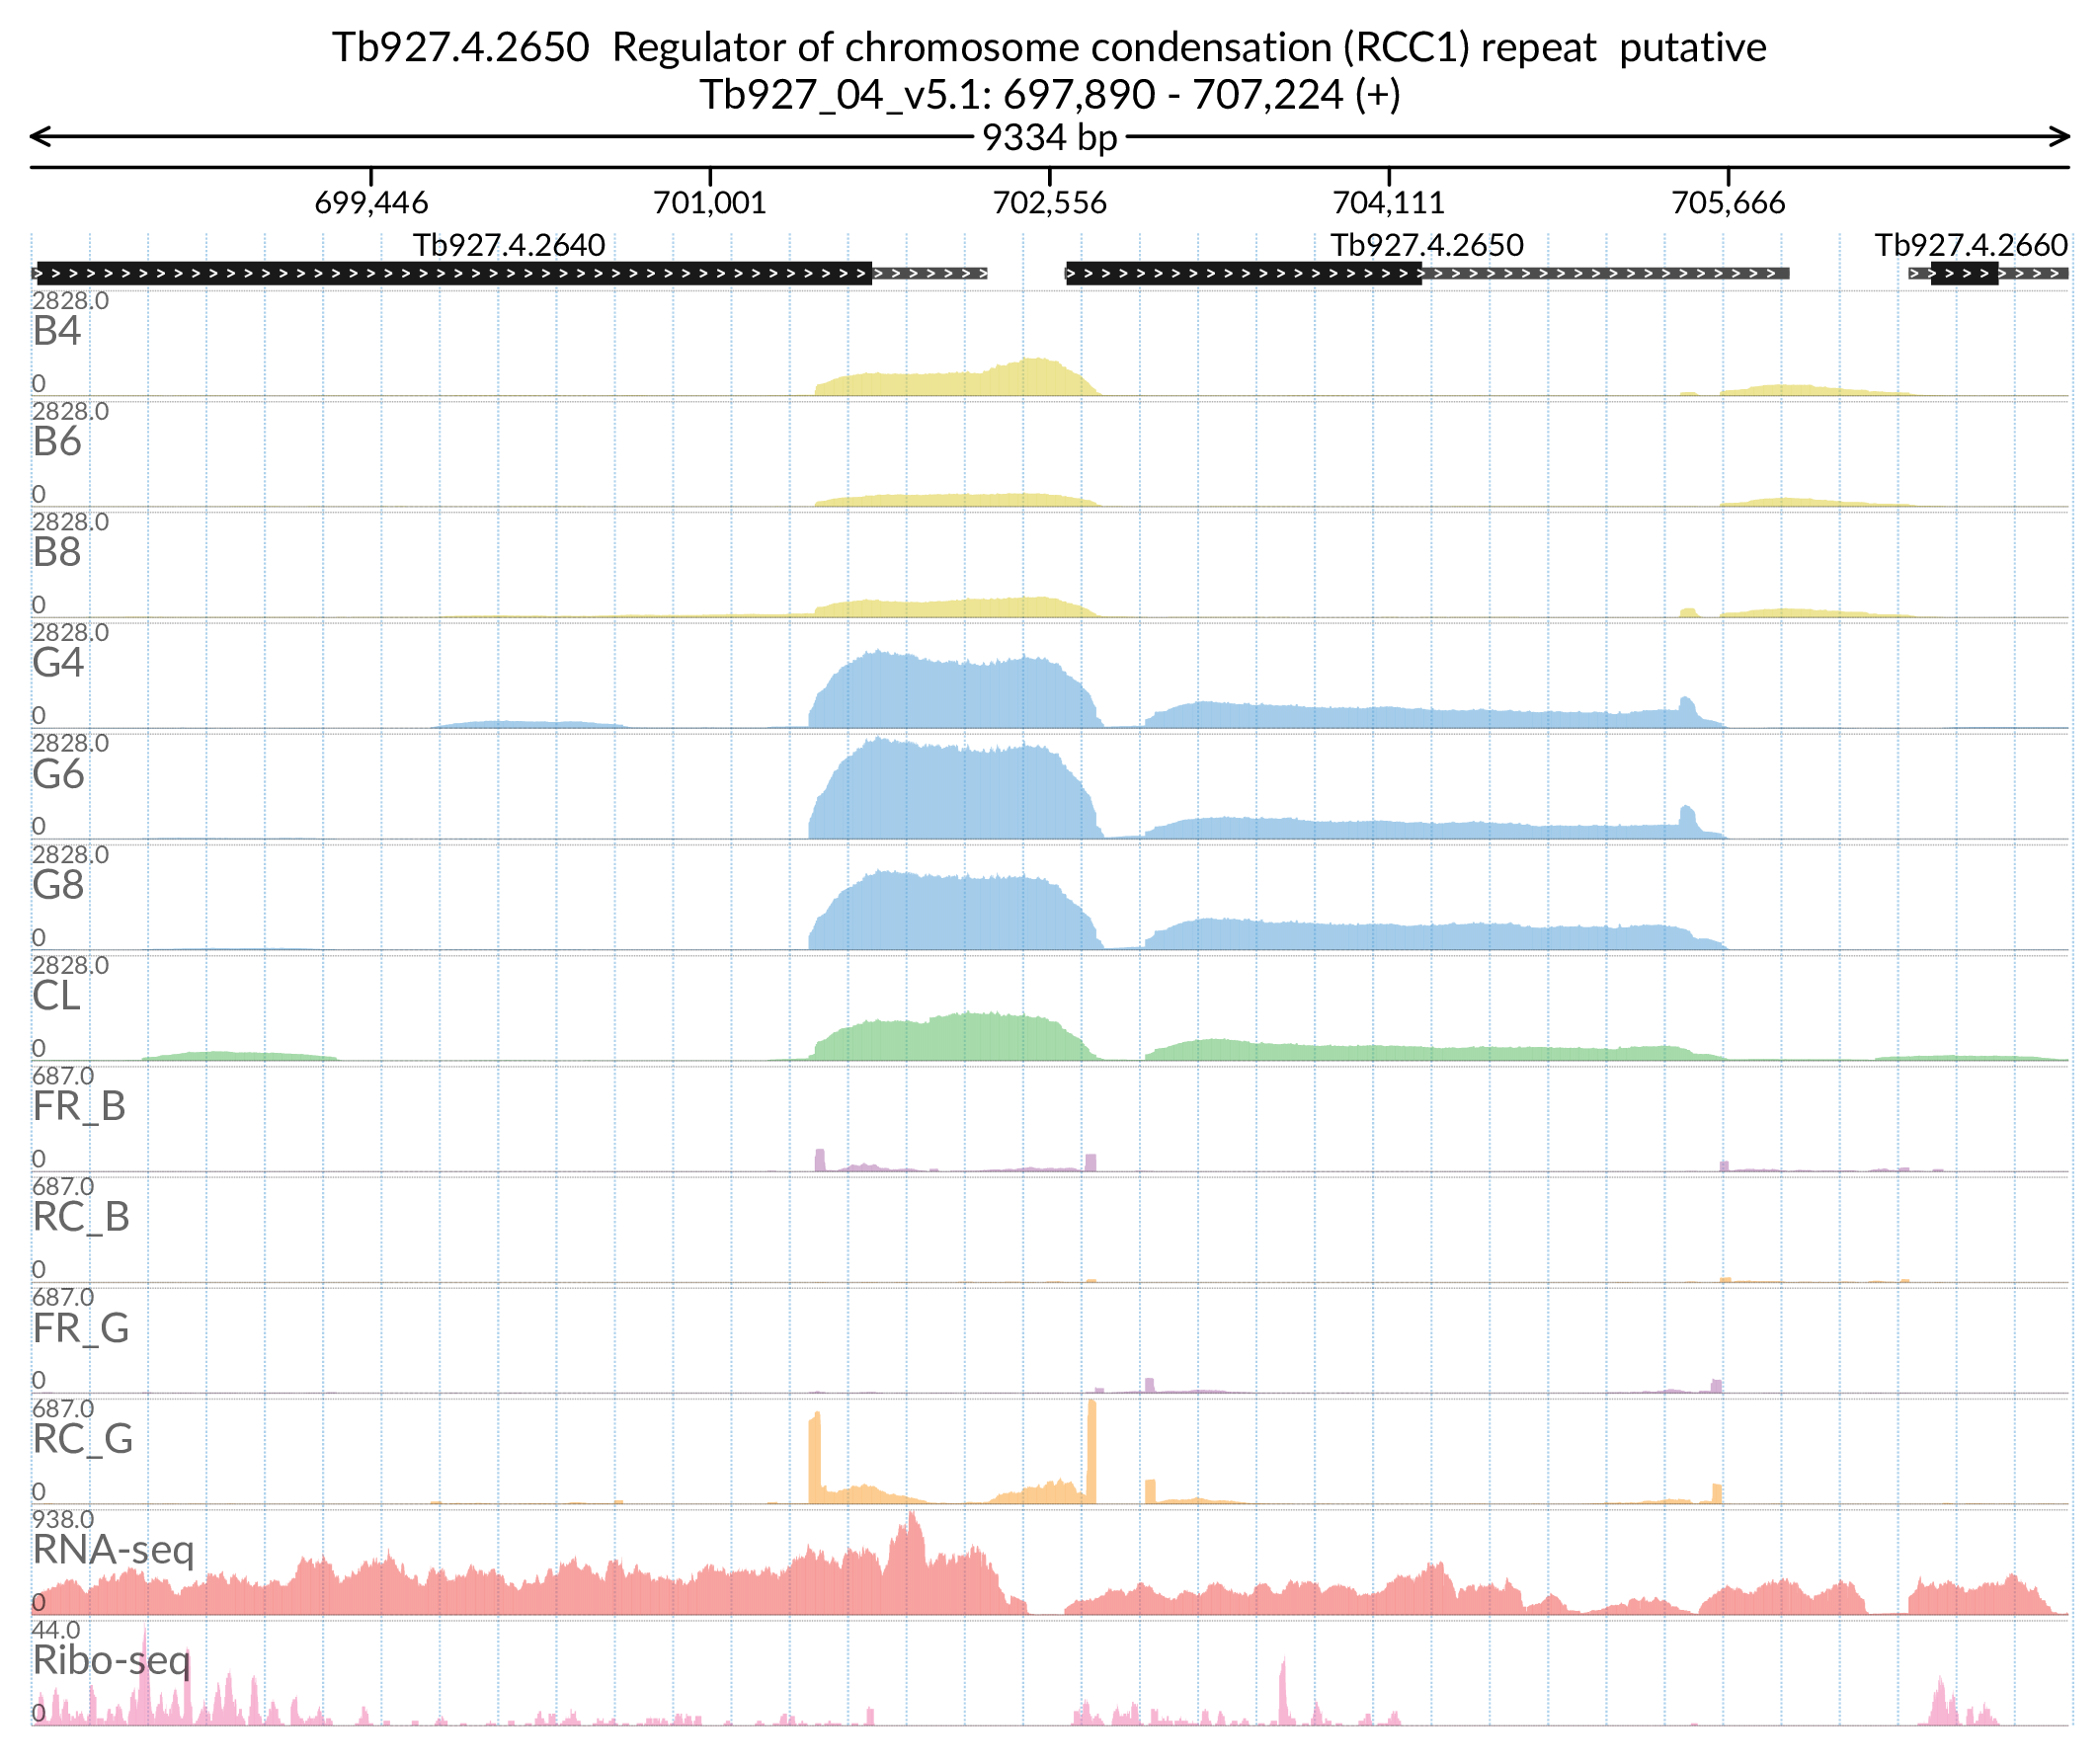 Tb927.4.2650  Regulator of chromosome condensation (RCC1) repeat  putative
Tb927_04_v5.1: 697,890 - 707,224 (+)
9334 bp
699,446 701,001 702,556 704,111 705,666
Tb927.4.2640 Tb927.4.2650 Tb927.4.2660
2828.0
B4
0
2828.0
B6
0
2828.0
B8
0
2828.0
G4
0
2828.0
G6
0
2828.0
G8
0
2828.0
CL
0
687.0
FR_B
0
687.0
RC_B
0
687.0
FR_G
0
687.0
RC_G
0
938.0
RNA-seq
0
44.0
Ribo-seq
0